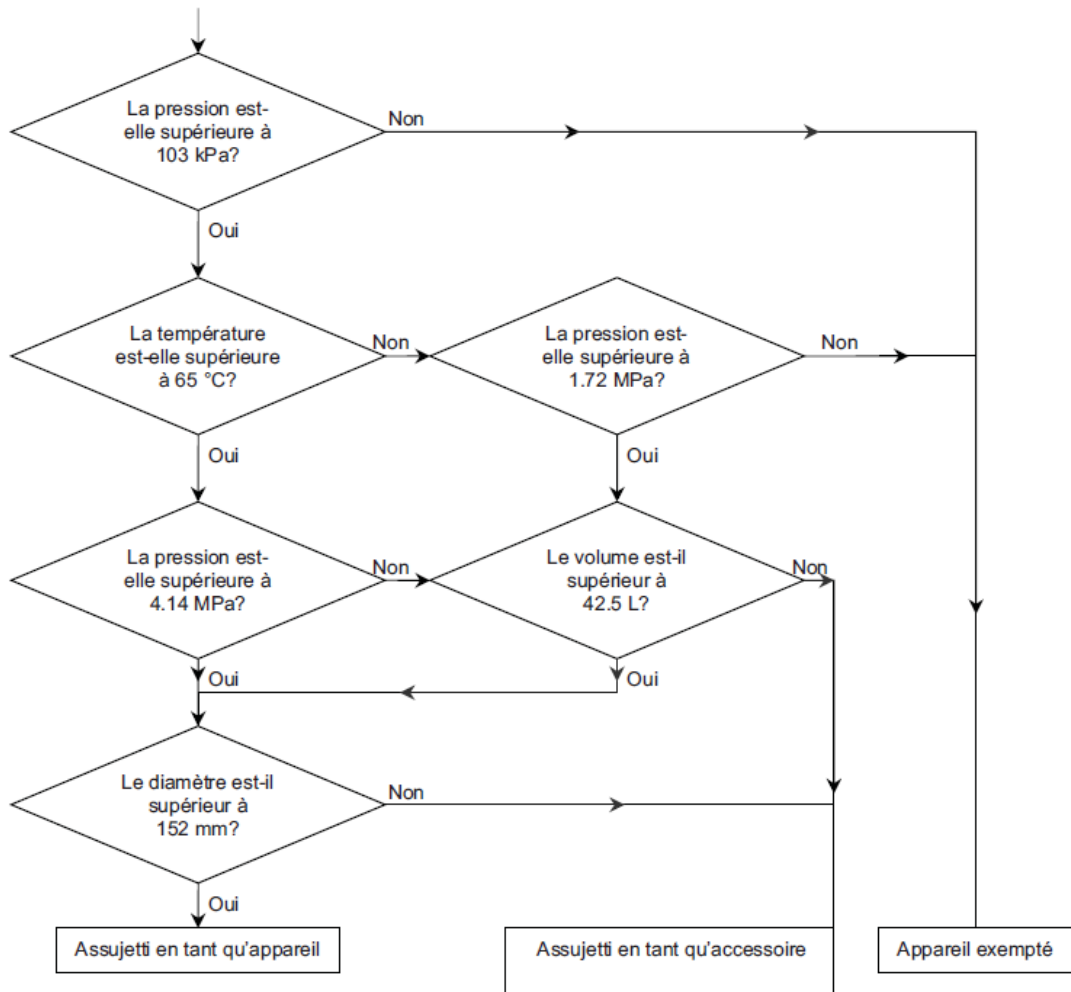 La pression est-
elle supérieure à
103 kPa?
Non
Oui
La température
est-elle supérieure
à 65 °C?
Non
La pression est-
elle supérieure à
1.72 MPa?
Non
Oui
Oui
La pression est-
elle supérieure à
4.14 MPa?
Non
Le volume est-il
supérieur à
42.5 L?
Non
Oui
Oui
Le diamètre est-il
supérieur à
152 mm?
Non
Oui
Assujetti en tant qu'appareil
Assujetti en tant qu'accessoire
Appareil exempté